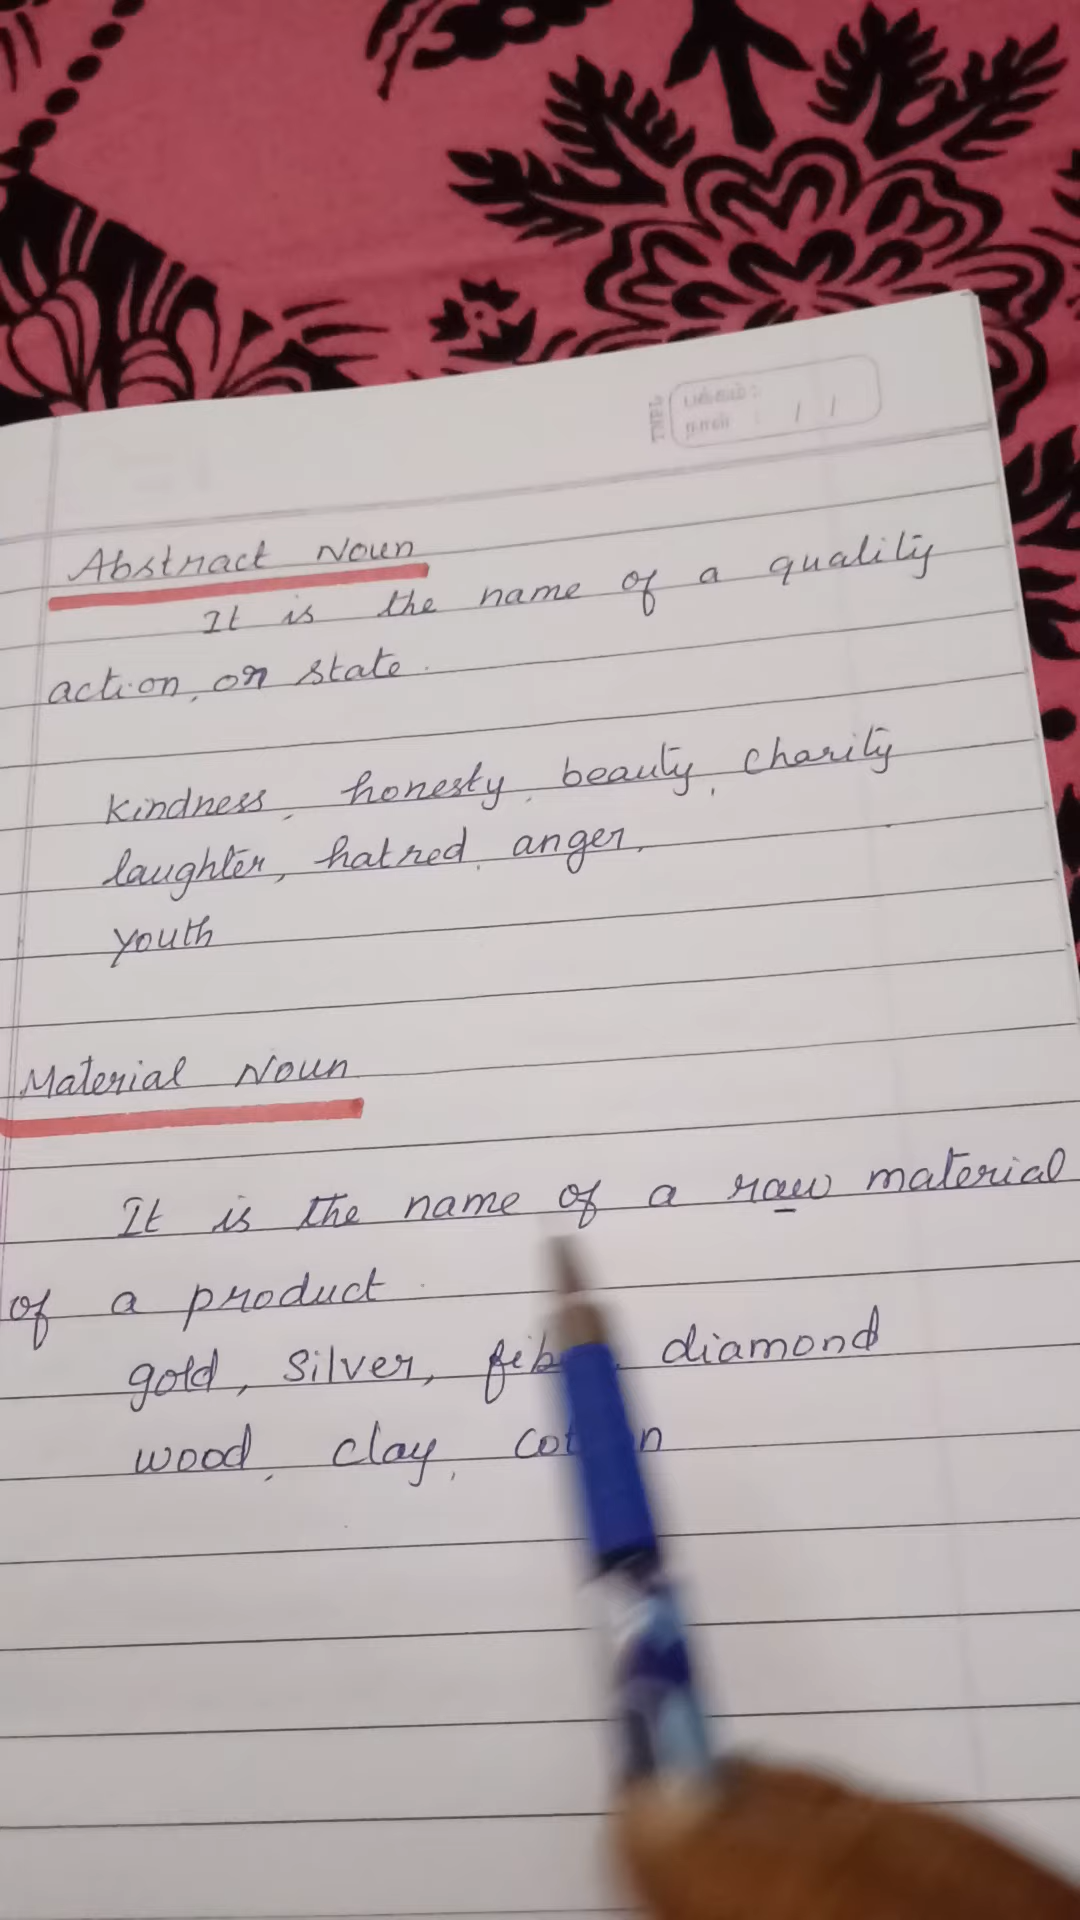 Abstract Noun
It is the name of a quality
action, or state.
Kindness, honesty, beauty, charity
laughter, hatred, anger,
youth
Material Noun
It is the name of a raw material
of a product.
gold, silver, diamond
wood, clay,